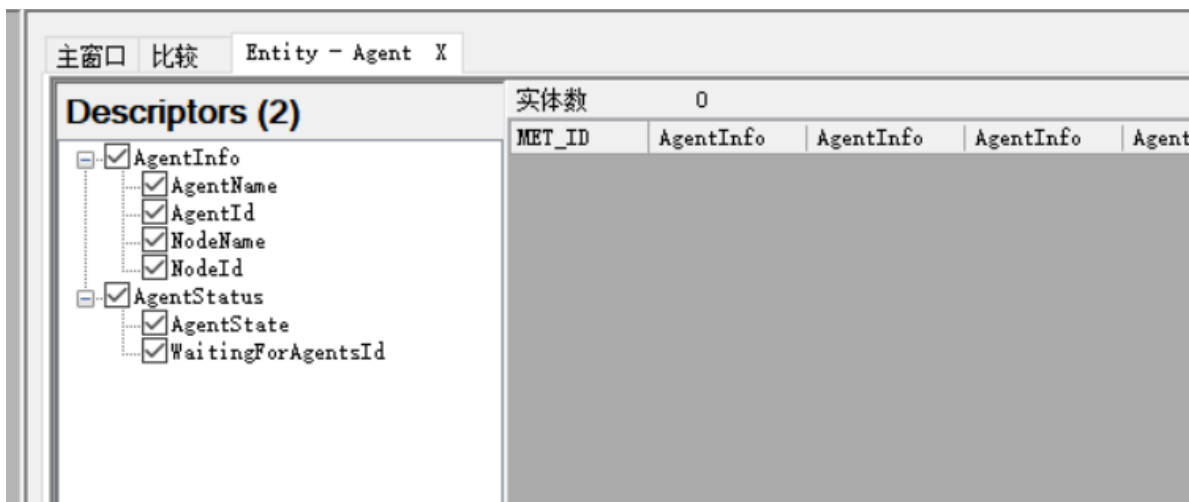 主窗口 比较 Entity - Agent X
Descriptors (2)
AgentInfo
AgentName
AgentId
NodeName
NodeId
AgentStatus
AgentState
WaitingForAgentsId
实体数 0
MET_ID AgentInfo AgentInfo AgentInfo Agent